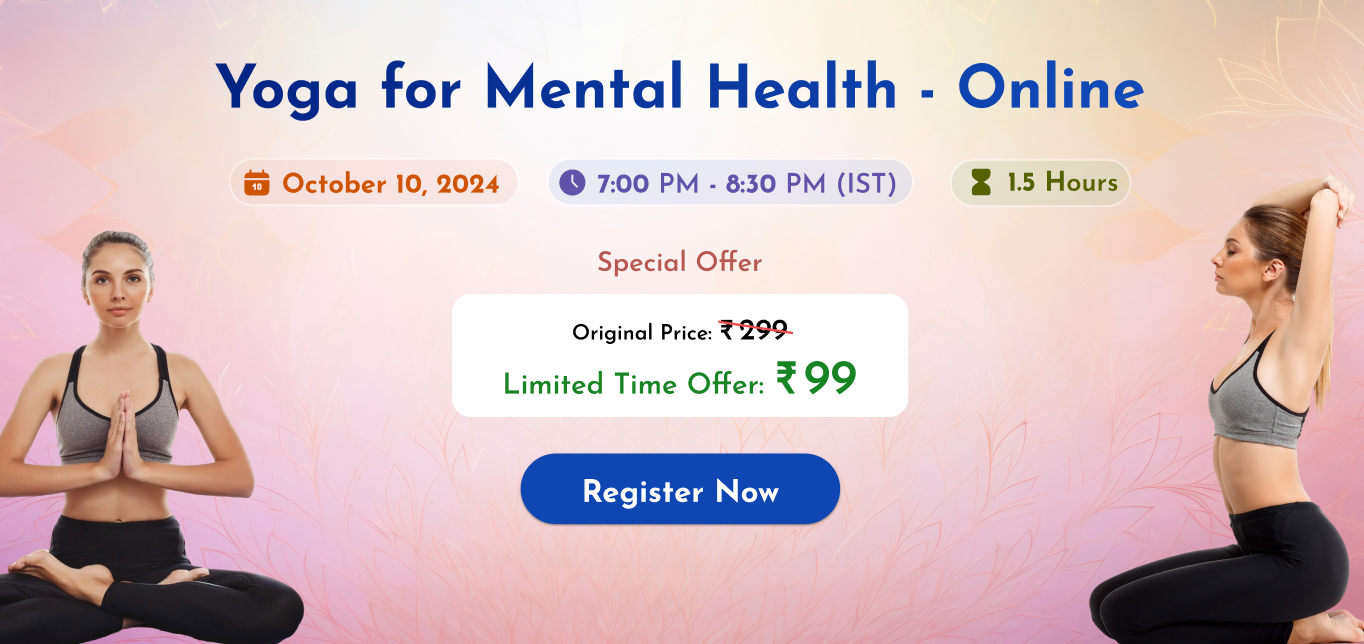 Yoga for Mental Health - Online
10 October 10, 2024
7:00 PM - 8:30 PM (IST)
1.5 Hours
Special Offer
Original Price: ₹ 299
Limited Time Offer: ₹ 99
Register Now